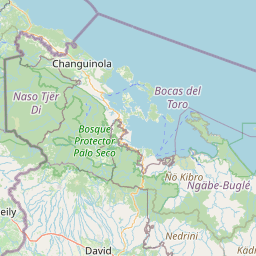 Changuinola
Naso Tjër
Di
Bocas del
Toro
Bosque
Protector
Palo Seco
Ño Kribo
Ngäbe-Buglé
eily
Nedrini
David
Kad